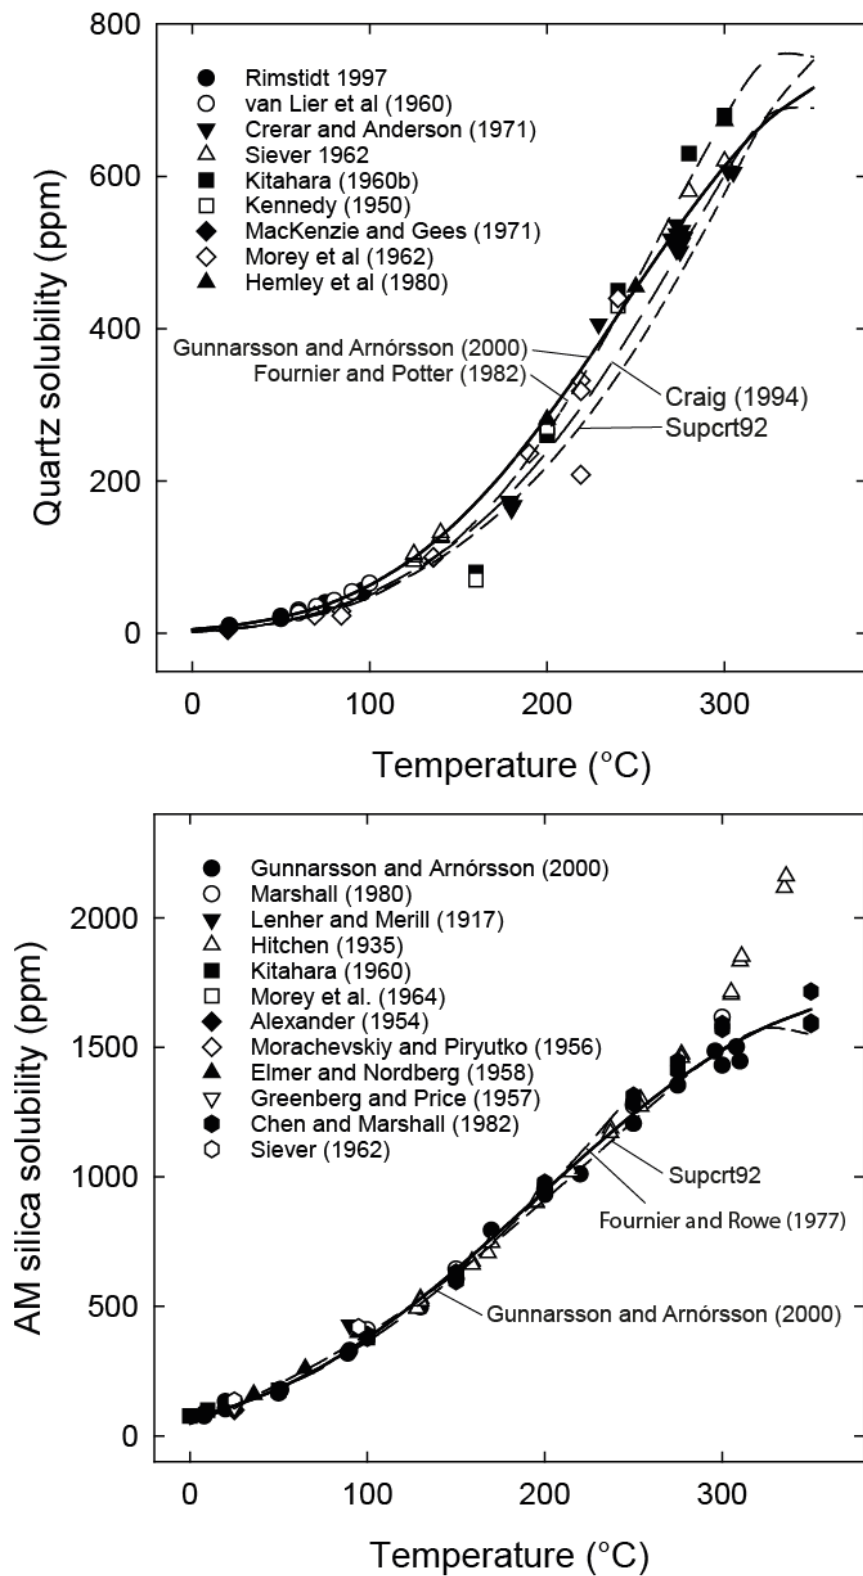 800
600
400
200
0
Quartz solubility (ppm)
Rimstidt 1997
van Lier et al (1960)
Crerar and Anderson (1971)
Siever 1962
Kitahara (1960b)
Kennedy (1950)
MacKenzie and Gees (1971)
Morey et al (1962)
Hemley et al (1980)
Gunnarsson and Arnórsson (2000)
Fournier and Potter (1982)
Craig (1994)
Supcrt92
0 100 200 300
Temperature (°C)
2000
1500
1000
500
0
AM silica solubility (ppm)
Gunnarsson and Arnórsson (2000)
Marshall (1980)
Lenher and Merill (1917)
Hitchen (1935)
Kitahara (1960)
Morey et al. (1964)
Alexander (1954)
Morachevskiy and Piryutko (1956)
Elmer and Nordberg (1958)
Greenberg and Price (1957)
Chen and Marshall (1982)
Siever (1962)
Supcrt92
Fournier and Rowe (1977)
Gunnarsson and Arnórsson (2000)
0 100 200 300
Temperature (°C)